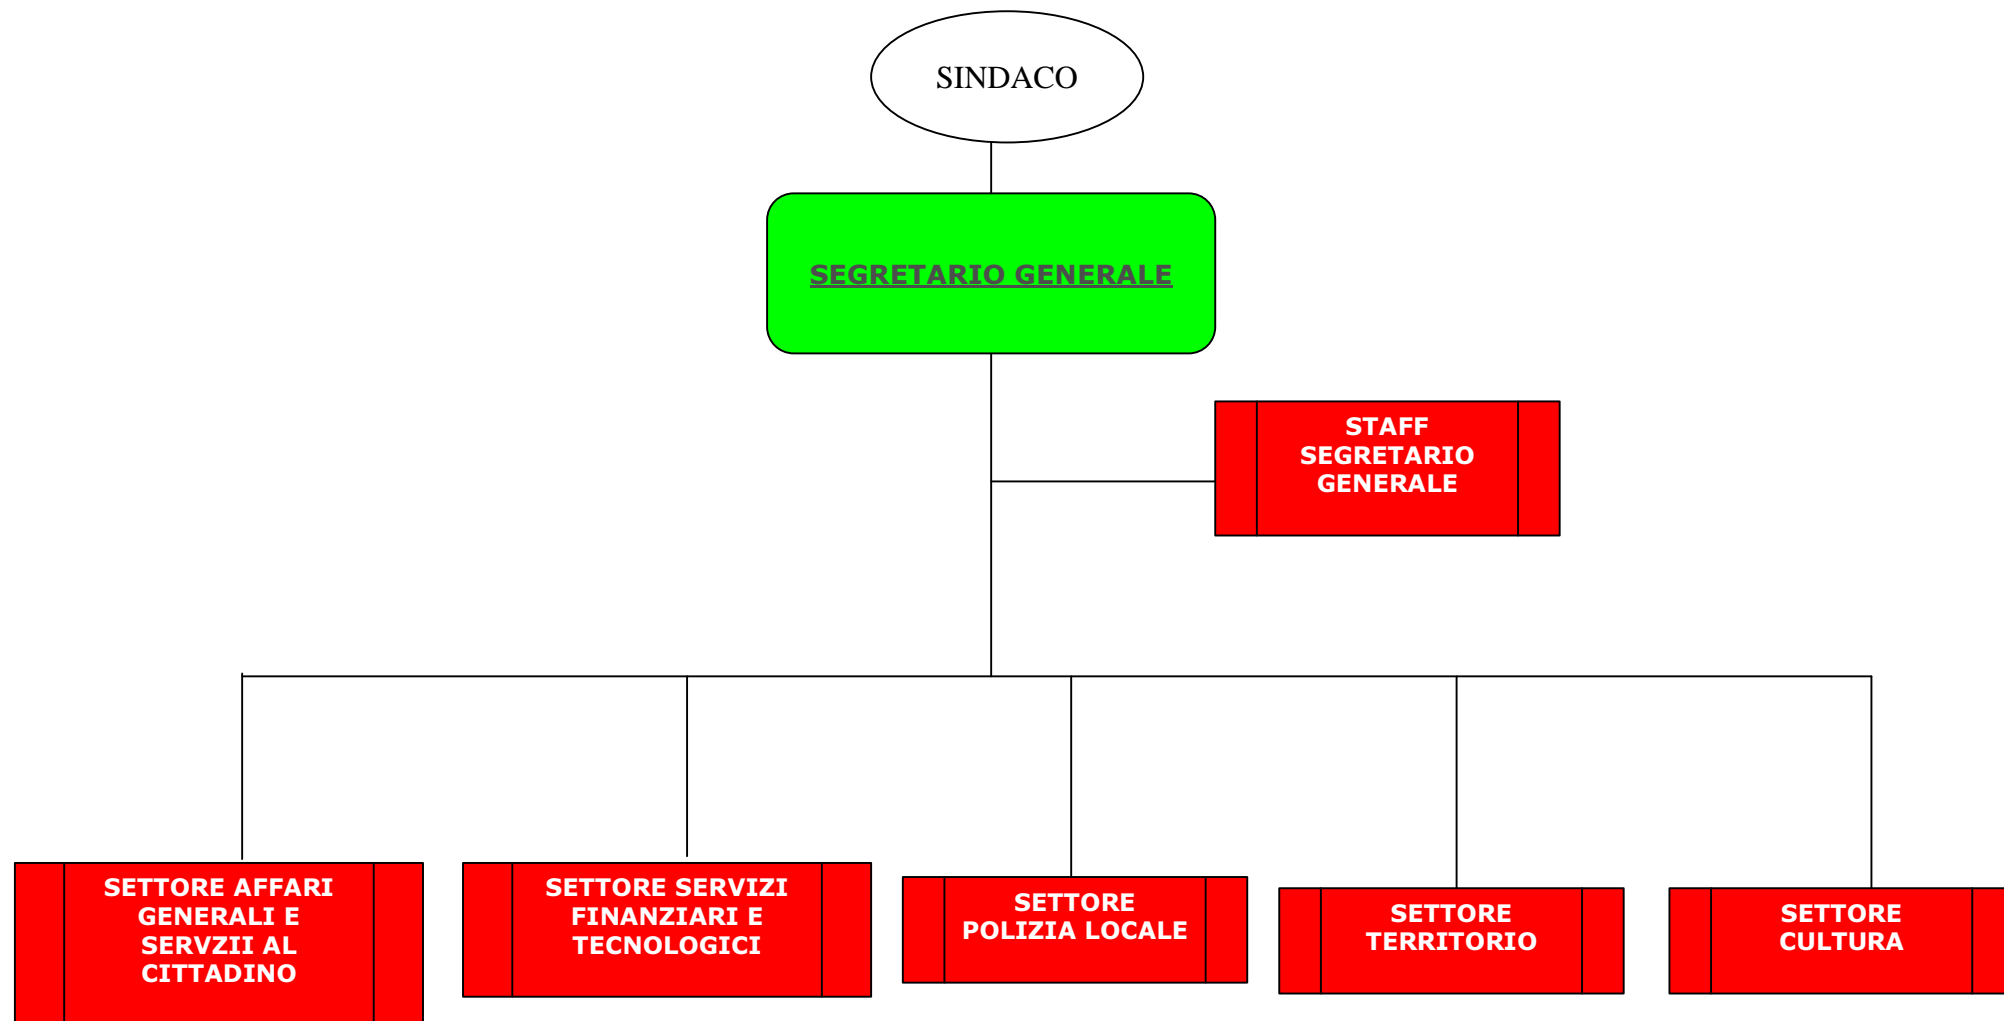 SINDACO
SEGRETARIO GENERALE
STAFF
SEGRETARIO
GENERALE
SETTORE AFFARI
GENERALI E
SERVZII AL
CITTADINO
SETTORE SERVIZI
FINANZIARI E
TECNOLOGICI
SETTORE
POLIZIA LOCALE
SETTORE
TERRITORIO
SETTORE
CULTURA